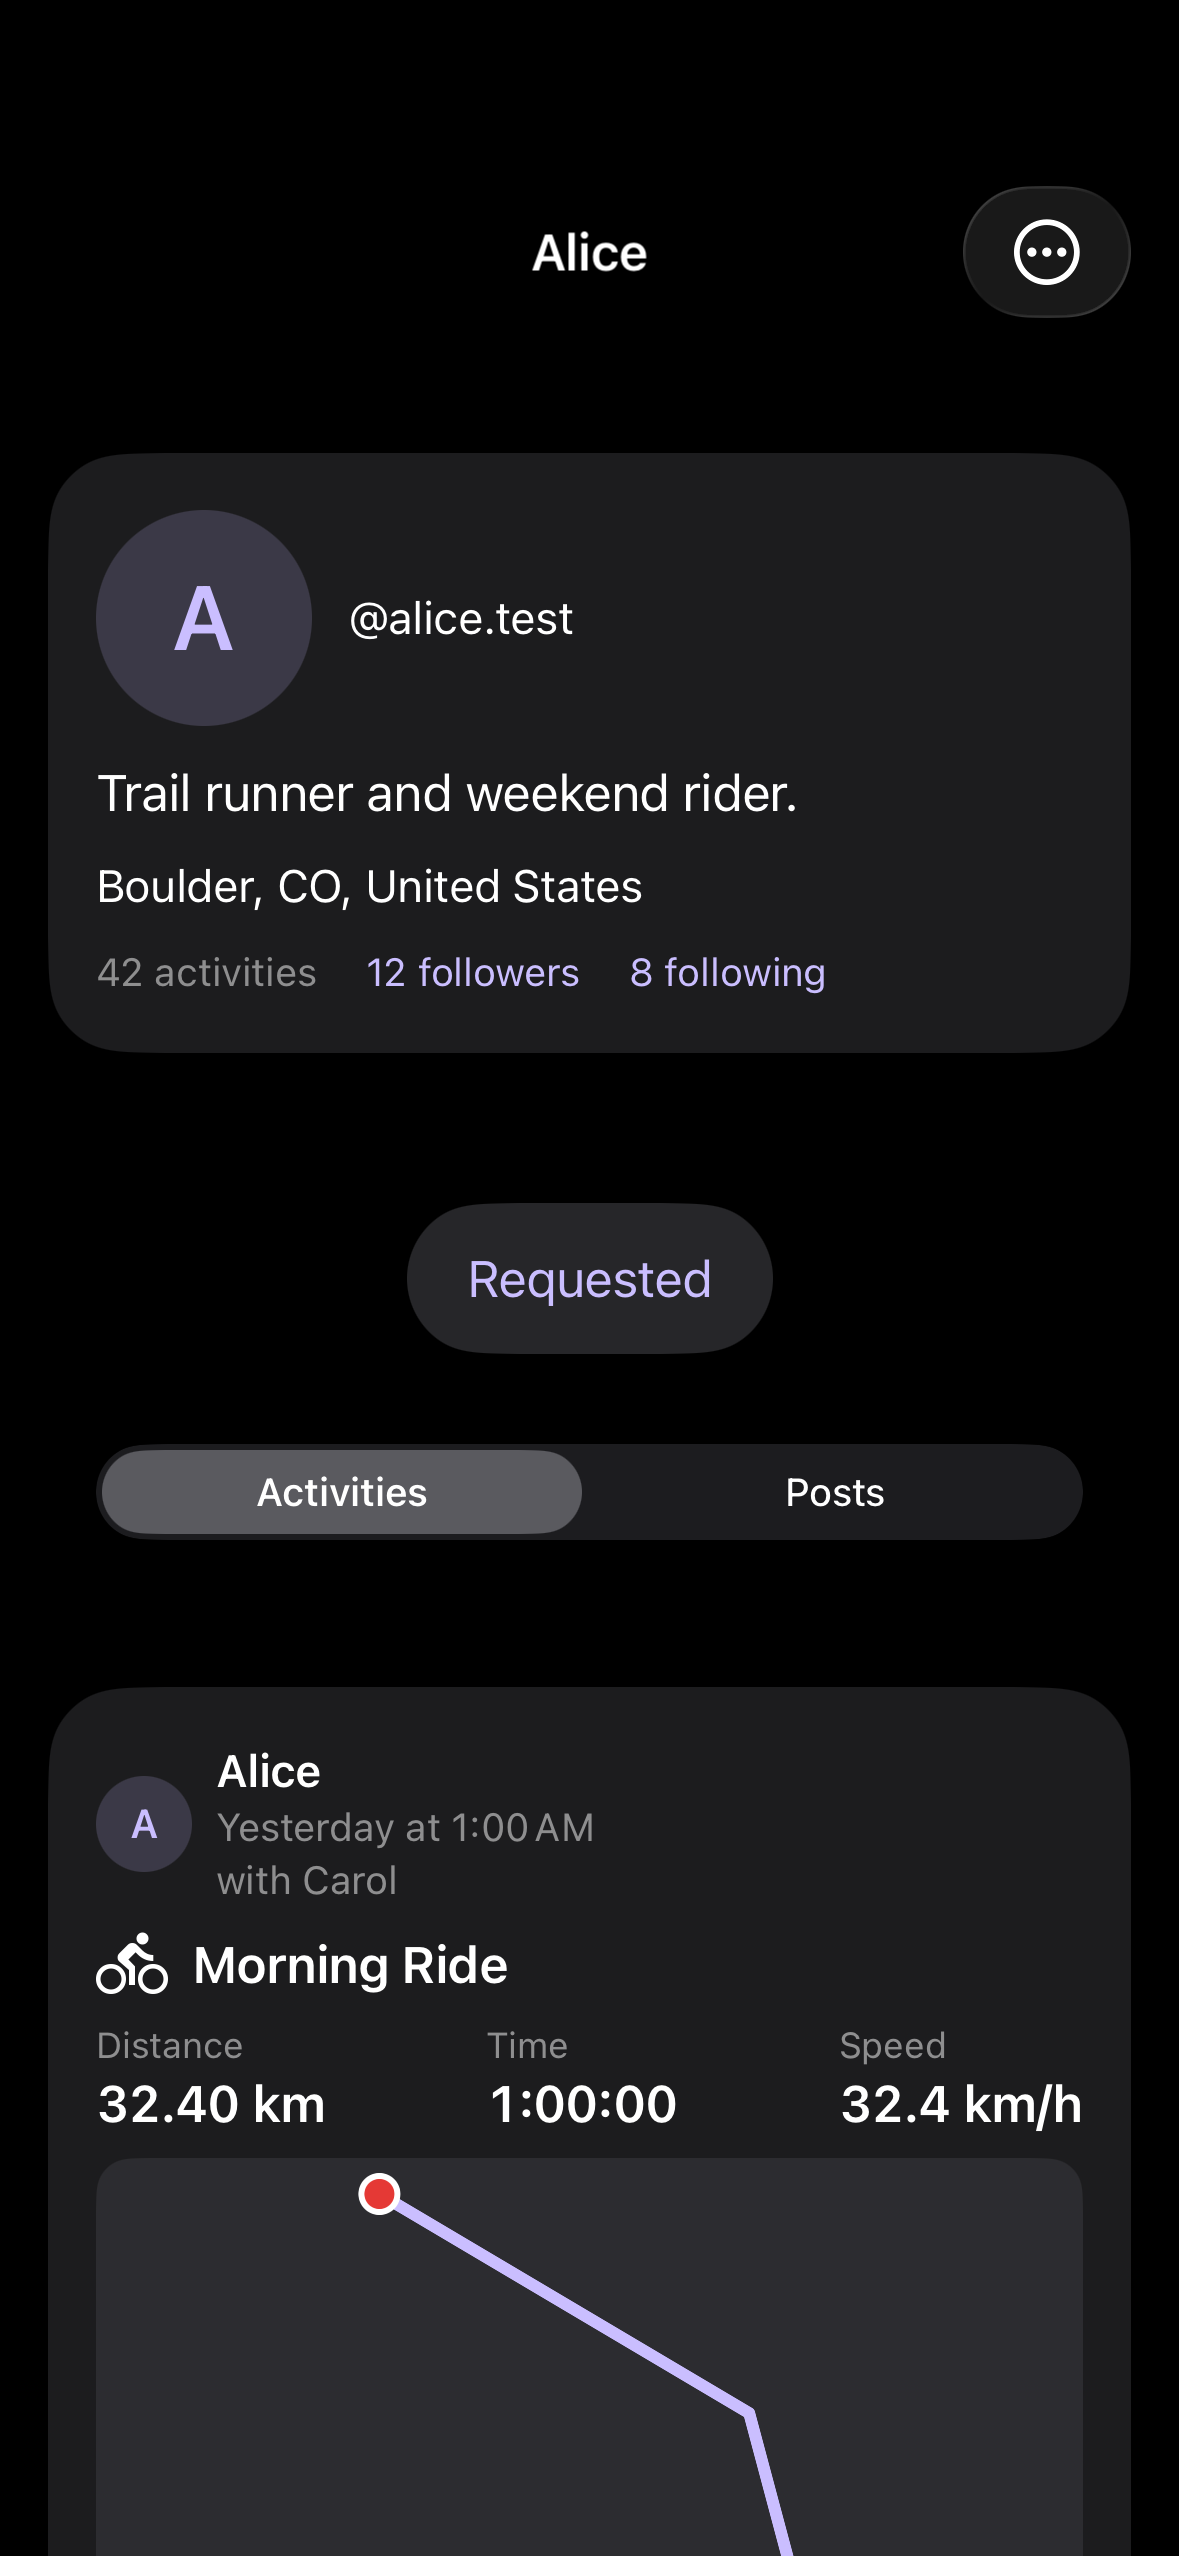 Alice
A
@alice.test
Trail runner and weekend rider.
Boulder, CO, United States
42 activities 12 followers 8 following
Requested
Activities Posts
Alice
A
Yesterday at 1:00 AM
with Carol
Morning Ride
Distance Time Speed
32.40 km 1:00:00 32.4 km/h